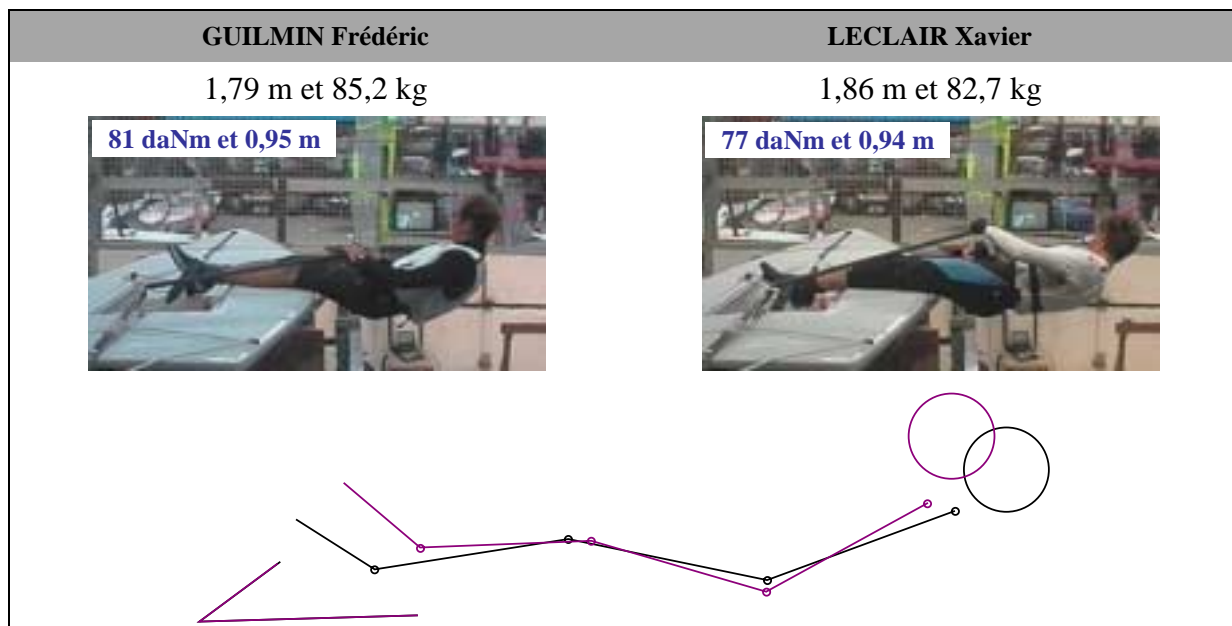 GUILMIN Frédéric
LECLAIR Xavier
1,79 m et 85,2 kg
1,86 m et 82,7 kg
81 daNm et 0,95 m
77 daNm et 0,94 m